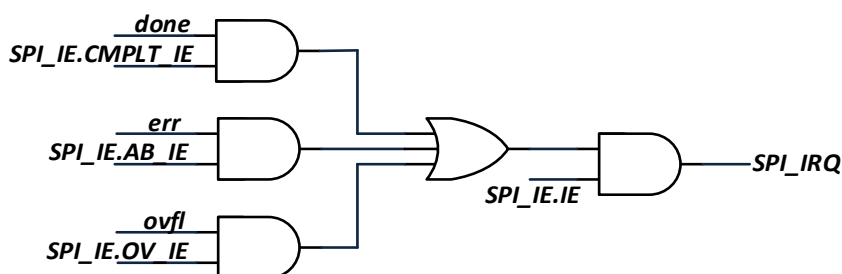 done
SPI_IE.CMPLT_IE
err
SPI_IE.AB_IE
SPI_IRQ
SPI_IE.IE
ovfl
SPI_IE.OV_IE